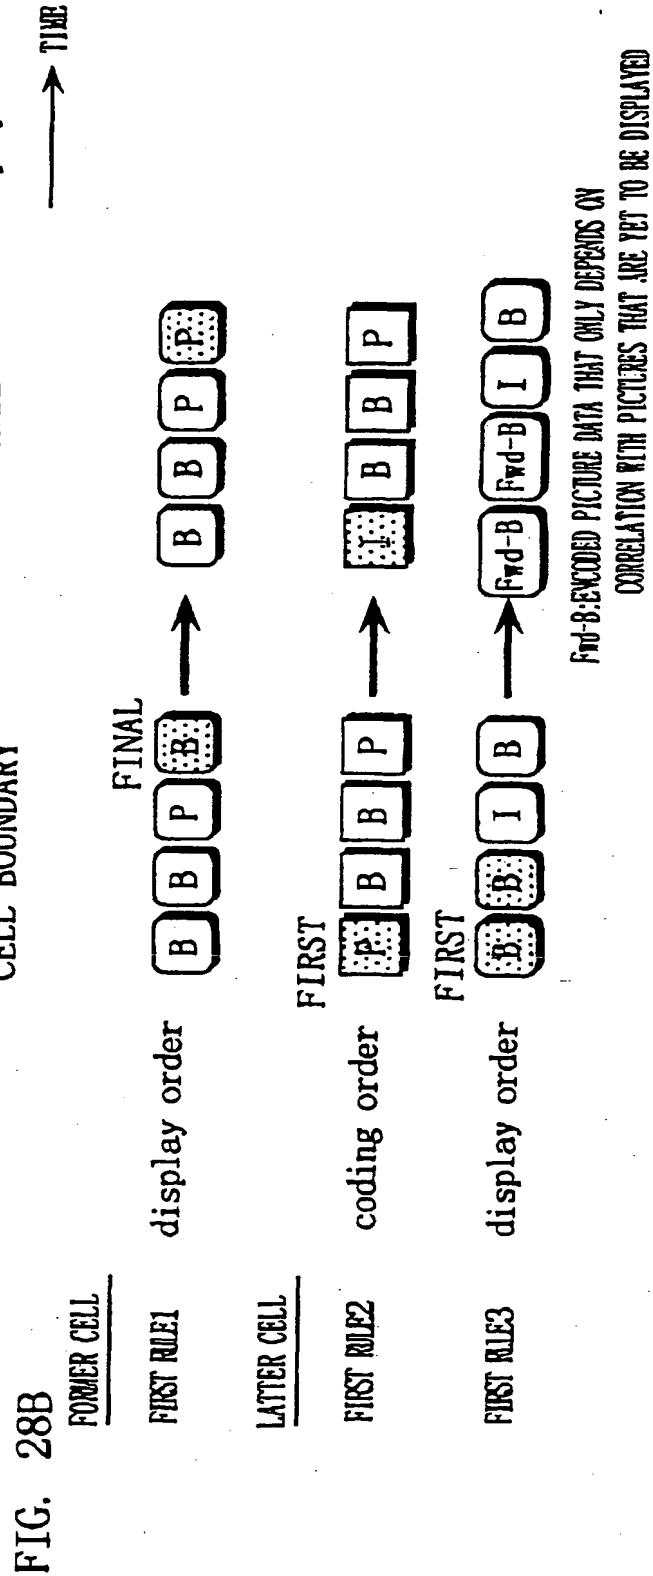 FIG. 28B
CELL BOUNDARY
TIME
FORMER CELL
FINAL
FIRST RULE1 display order B B P B B B P P
LATTER CELL
FIRST
FIRST RULE2 coding order P B B P I B B P
FIRST
FIRST RULE3 display order B B I B Fwd-B Fwd-B I B
Fwd-B:ENCODED PICTURE DATA THAT ONLY DEPENDS ON
CORRELATION WITH PICTURES THAT ARE YET TO BE DISPLAYED